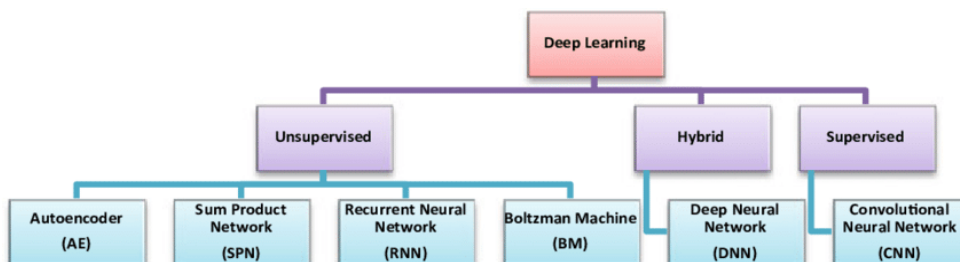 Deep Learning
Unsupervised
Hybrid
Supervised
Autoencoder
(AE)
Sum Product
Network
(SPN)
Recurrent Neural
Network
(RNN)
Boltzman Machine
(BM)
Deep Neural
Network
(DNN)
Convolutional
Neural Network
(CNN)